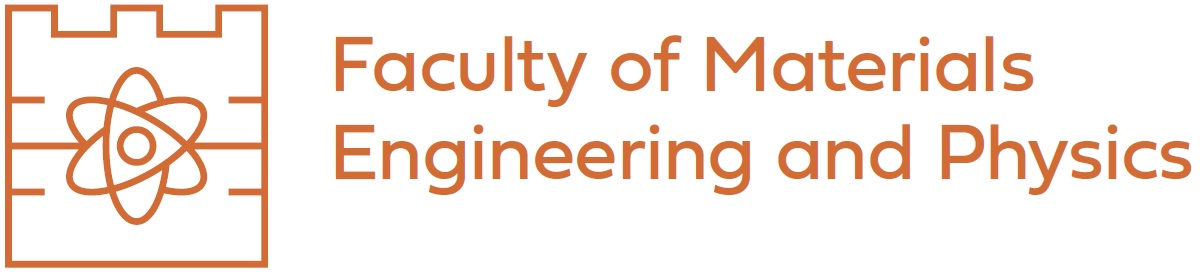 Faculty of Materials
Engineering and Physics